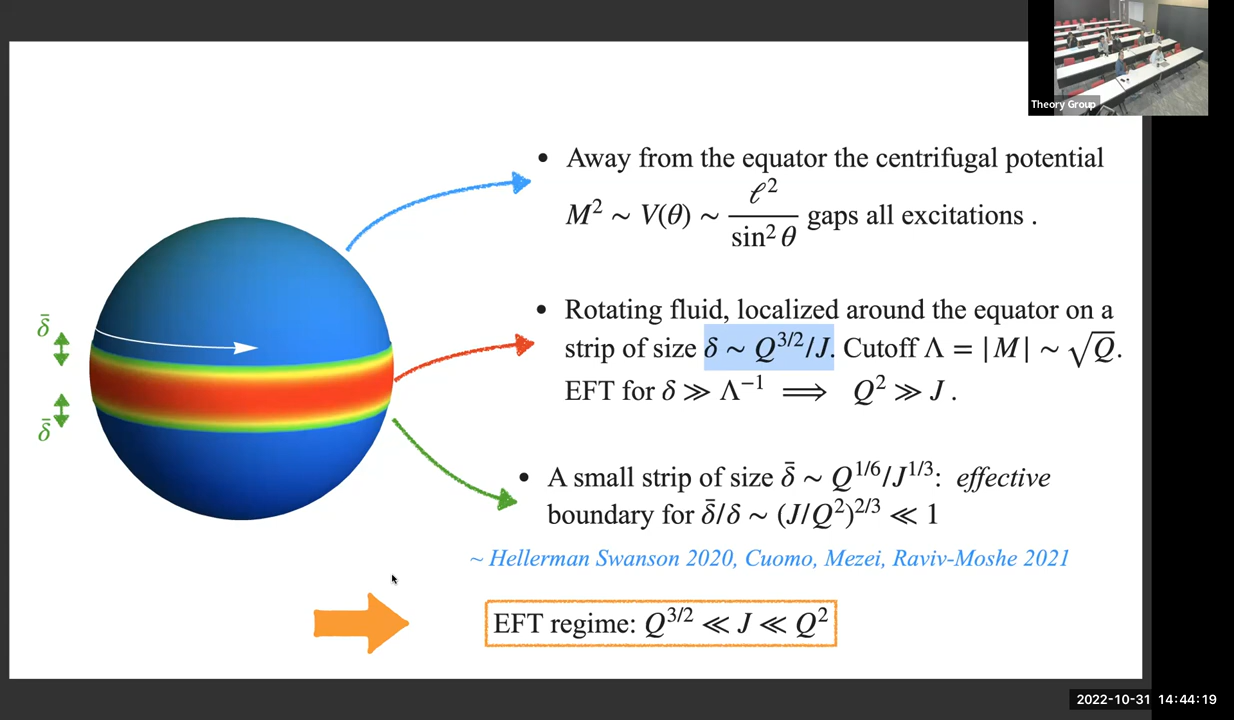 Theory Group
• Away from the equator the centrifugal potential
M² ~ V(θ) ~ ℓ²/sin² θ gaps all excitations .
• Rotating fluid, localized around the equator on a
strip of size δ ~ Q^{3/2}/J. Cutoff Λ = |M| ~ √Q.
EFT for δ ≫ Λ⁻¹ ⟹ Q² ≫ J .
δ̄
δ̄
• A small strip of size δ̄ ~ Q^{1/6}/J^{1/3}: effective
boundary for δ̄/δ ~ (J/Q²)^{2/3} ≪ 1
~ Hellerman Swanson 2020, Cuomo, Mezei, Raviv-Moshe 2021
EFT regime: Q^{3/2} ≪ J ≪ Q²
2022-10-31 14:44:19